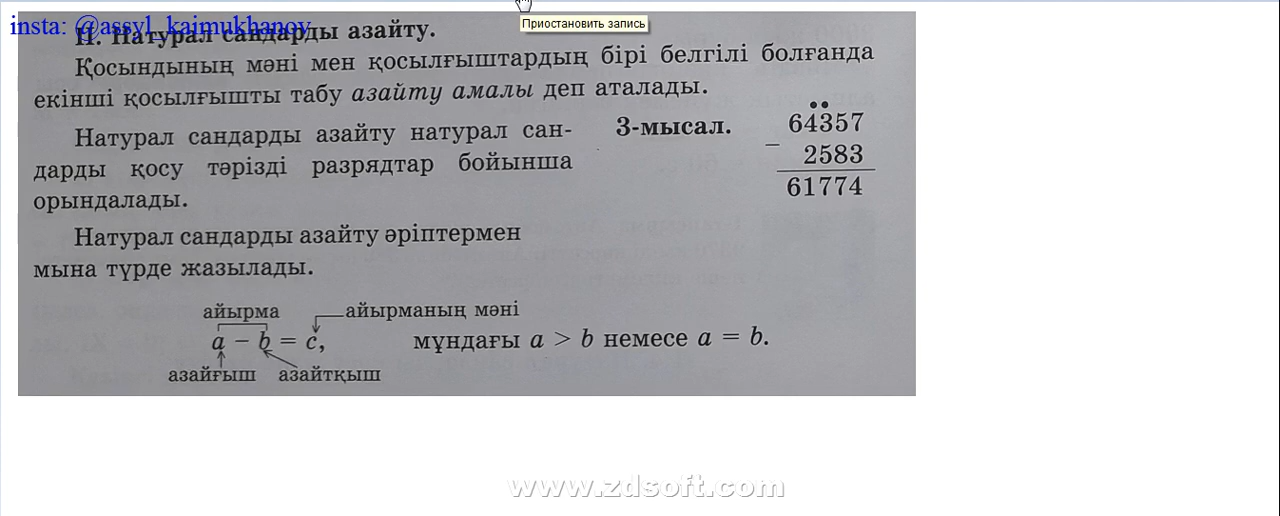 Приостановить запись
insta: @assyl_kaimukhanov
II. Натурал сандарды азайту.
Қосындының мәні мен қосылғыштардың бірі белгілі болғанда
екінші қосылғышты табу азайту амалы деп аталады.
Натурал сандарды азайту натурал сан-
дарды қосу тәрізді разрядтар бойынша
орындалады.
3-мысал.
64357
− 2583
61774
Натурал сандарды азайту әріптермен
мына түрде жазылады.
айырма айырманың мәні
a − b = c, мұндағы a > b немесе a = b.
азайғыш азайтқыш
www.zdsoft.com